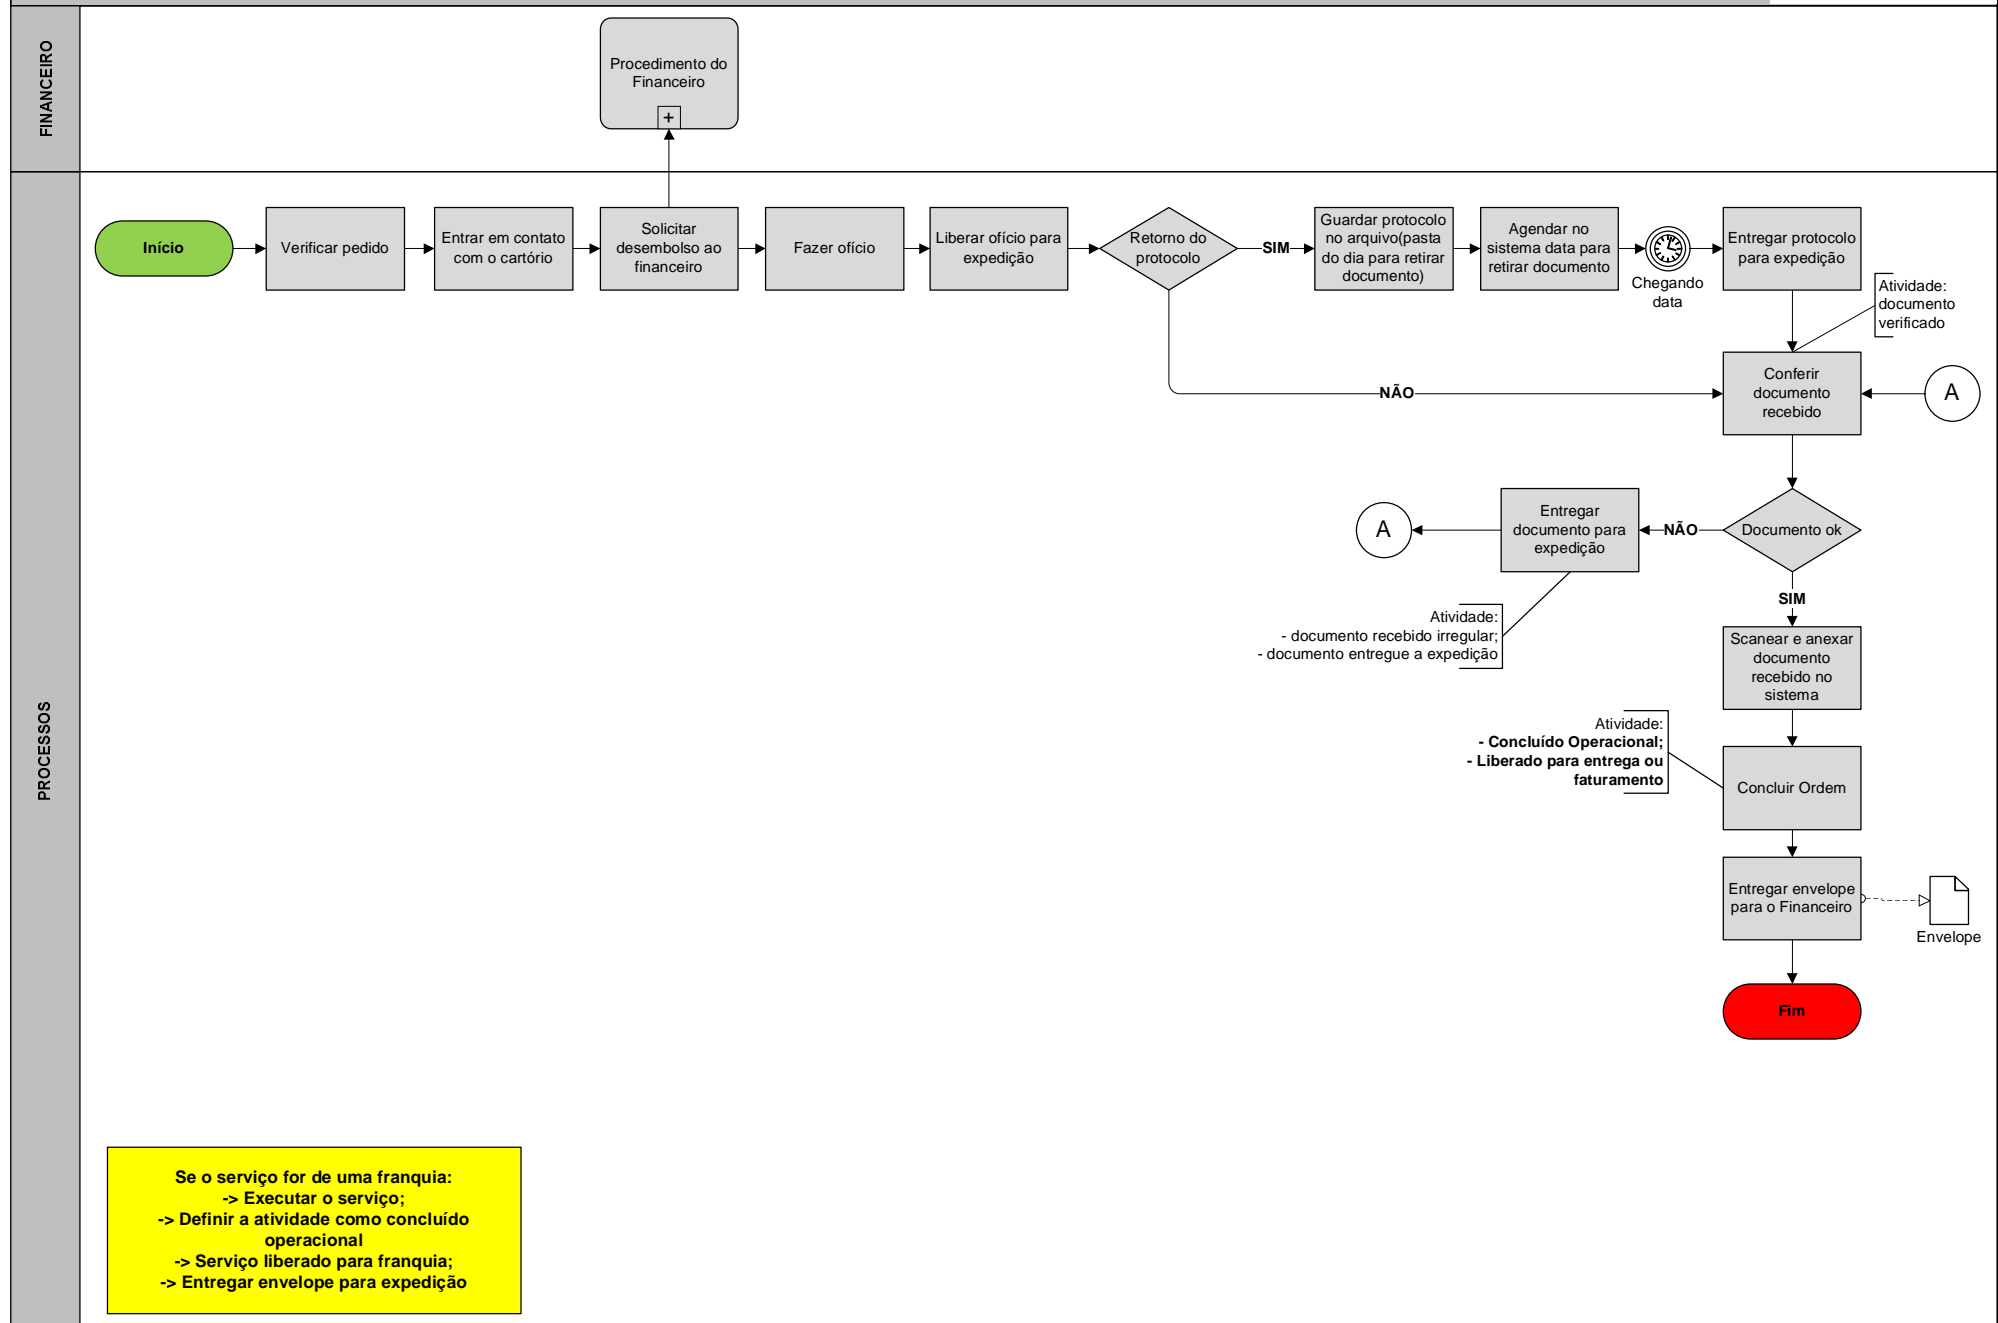 FINANCEIRO
Procedimento do
Financeiro
+
PROCESSOS
Início
Verificar pedido
Entrar em contato
com o cartório
Solicitar
desembolso ao
financeiro
Fazer ofício
Liberar ofício para
expedição
Retorno do
protocolo
SIM
Guardar protocolo
no arquivo(pasta
do dia para retirar
documento)
Agendar no
sistema data para
retirar documento
Chegando
data
Entregar protocolo
para expedição
Atividade:
documento
verificado
NÃO
Conferir
documento
recebido
A
Documento ok
NÃO
Entregar
documento para
expedição
A
Atividade:
- documento recebido irregular;
- documento entregue a expedição
SIM
Scanear e anexar
documento
recebido no
sistema
Atividade:
- Concluído Operacional;
- Liberado para entrega ou
faturamento
Concluir Ordem
Entregar envelope
para o Financeiro
Envelope
Fim
Se o serviço for de uma franquia:
-> Executar o serviço;
-> Definir a atividade como concluído
operacional
-> Serviço liberado para franquia;
-> Entregar envelope para expedição